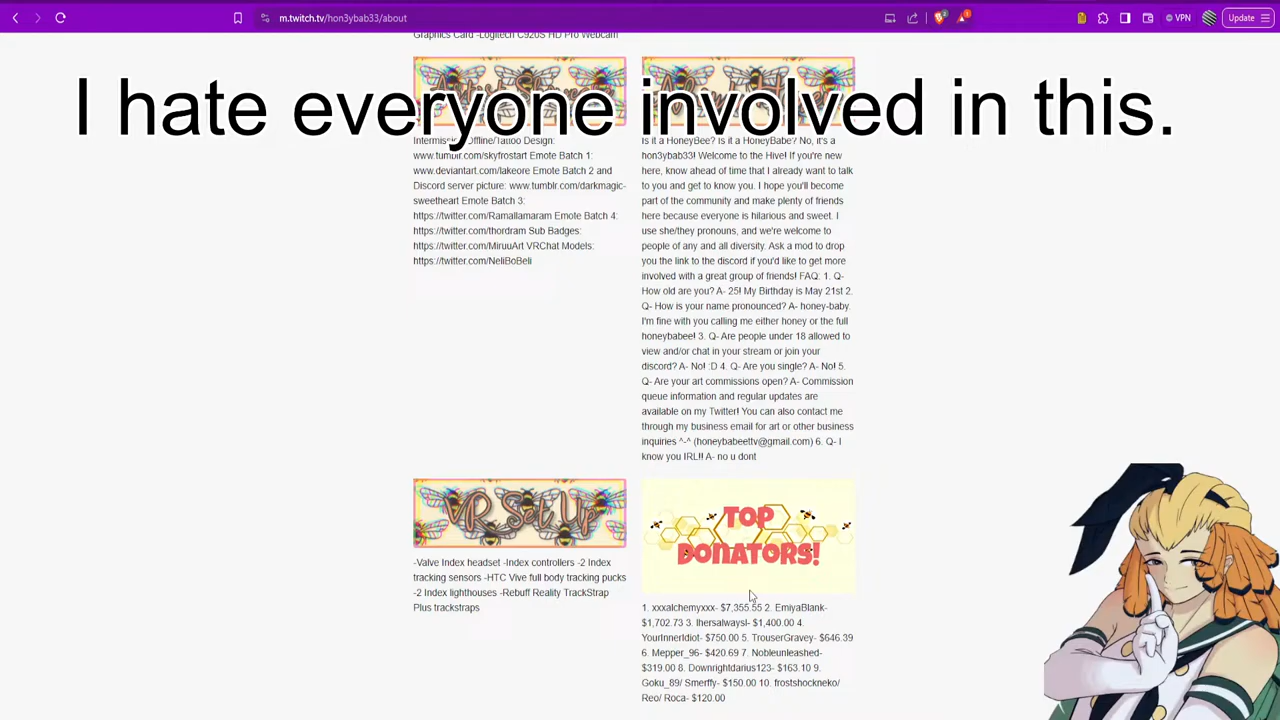 m.twitch.tv/hon3ybab33/about
VPN
Update
Graphics Card -Logitech C920S HD Pro Webcam
I hate everyone involved in this.
Intermission/Offline/Tattoo Design:
www.tumblr.com/skyfrostart Emote Batch 1:
www.deviantart.com/lakeore Emote Batch 2 and
Discord server picture: www.tumblr.com/darkmagic-
sweetheart Emote Batch 3:
https://twitter.com/Ramallamaram Emote Batch 4:
https://twitter.com/thordram Sub Badges:
https://twitter.com/MiruuArt VRChat Models:
https://twitter.com/NeliBoBeli
Is it a HoneyBee? Is it a HoneyBabe? No, it's a
hon3ybab33! Welcome to the Hive! If you're new
here, know ahead of time that I already want to talk
to you and get to know you. I hope you'll become
part of the community and make plenty of friends
here because everyone is hilarious and sweet. I
use she/they pronouns, and we're welcome to
people of any and all diversity. Ask a mod to drop
you the link to the discord if you'd like to get more
involved with a great group of friends! FAQ: 1. Q-
How old are you? A- 25! My Birthday is May 21st 2.
Q- How is your name pronounced? A- honey-baby.
I'm fine with you calling me either honey or the full
honeybabee! 3. Q- Are people under 18 allowed to
view and/or chat in your stream or join your
discord? A- No! :D 4. Q- Are you single? A- No! 5.
Q- Are your art commissions open? A- Commission
queue information and regular updates are
available on my Twitter! You can also contact me
through my business email for art or other business
inquiries ^-^ (honeybabeettv@gmail.com) 6. Q- I
know you IRL!! A- no u dont
VR Set Up
-Valve Index headset -Index controllers -2 Index
tracking sensors -HTC Vive full body tracking pucks
-2 Index lighthouses -Rebuff Reality TrackStrap
Plus trackstraps
TOP
DONATORS!
1. xxxalchemyxxx- $7,355.55 2. EmiyaBlank-
$1,702.73 3. Ihersalwaysl- $1,400.00 4.
YourInnerIdiot- $750.00 5. TrouserGravey- $646.39
6. Mepper_96- $420.69 7. Nobleunleashed-
$319.00 8. Downrightdarius123- $163.10 9.
Goku_89/ Smerffy- $150.00 10. frostshockneko/
Reo/ Roca- $120.00